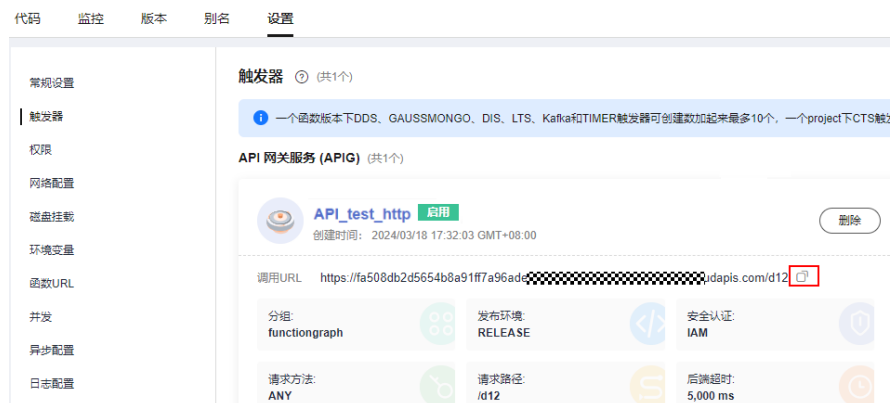 代码 监控 版本 别名 设置
常规设置
触发器
权限
网络配置
磁盘挂载
环境变量
函数URL
并发
异步配置
日志配置
触发器 ? (共1个)
一个函数版本下DDS、GAUSSMONGO、DIS、LTS、Kafka和TIMER触发器可创建数加起来最多10个，一个project下CTS触发
API 网关服务 (APIG) (共1个)
API_test_http 启用
创建时间: 2024/03/18 17:32:03 GMT+08:00
删除
调用URL https://fa508db2d5654b8a91ff7a96ade udapis.com/d12
分组: 发布环境: 安全认证:
functiongraph RELEASE IAM
请求方法: 请求路径: 后端超时:
ANY /d12 5,000 ms